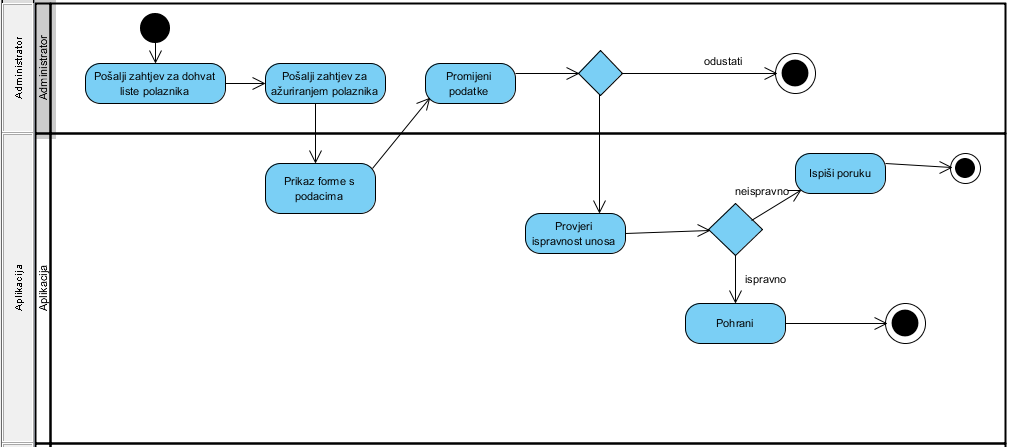 Administrator
Administrator
Pošalji zahtjev za dohvat
liste polaznika
Pošalji zahtjev za
ažuriranjem polaznika
Promijeni
podatke
odustati
Aplikacija
Aplikacija
Prikaz forme s
podacima
Provjeri
ispravnost unosa
neispravno
Ispiši poruku
ispravno
Pohrani